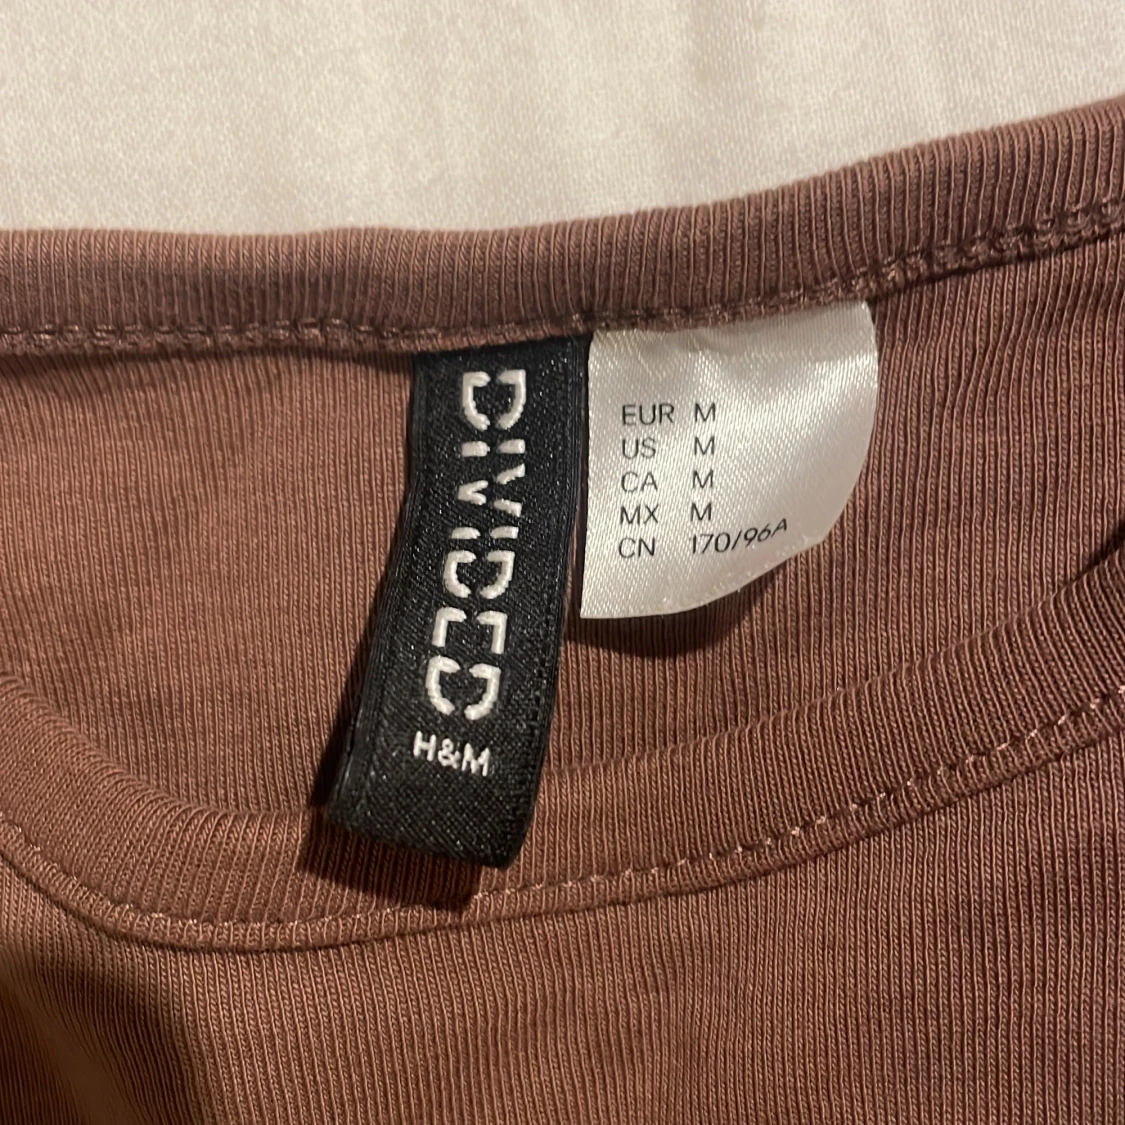 DIVIDED
H&M
EUR M
US M
CA M
MX M
CN 170/96A